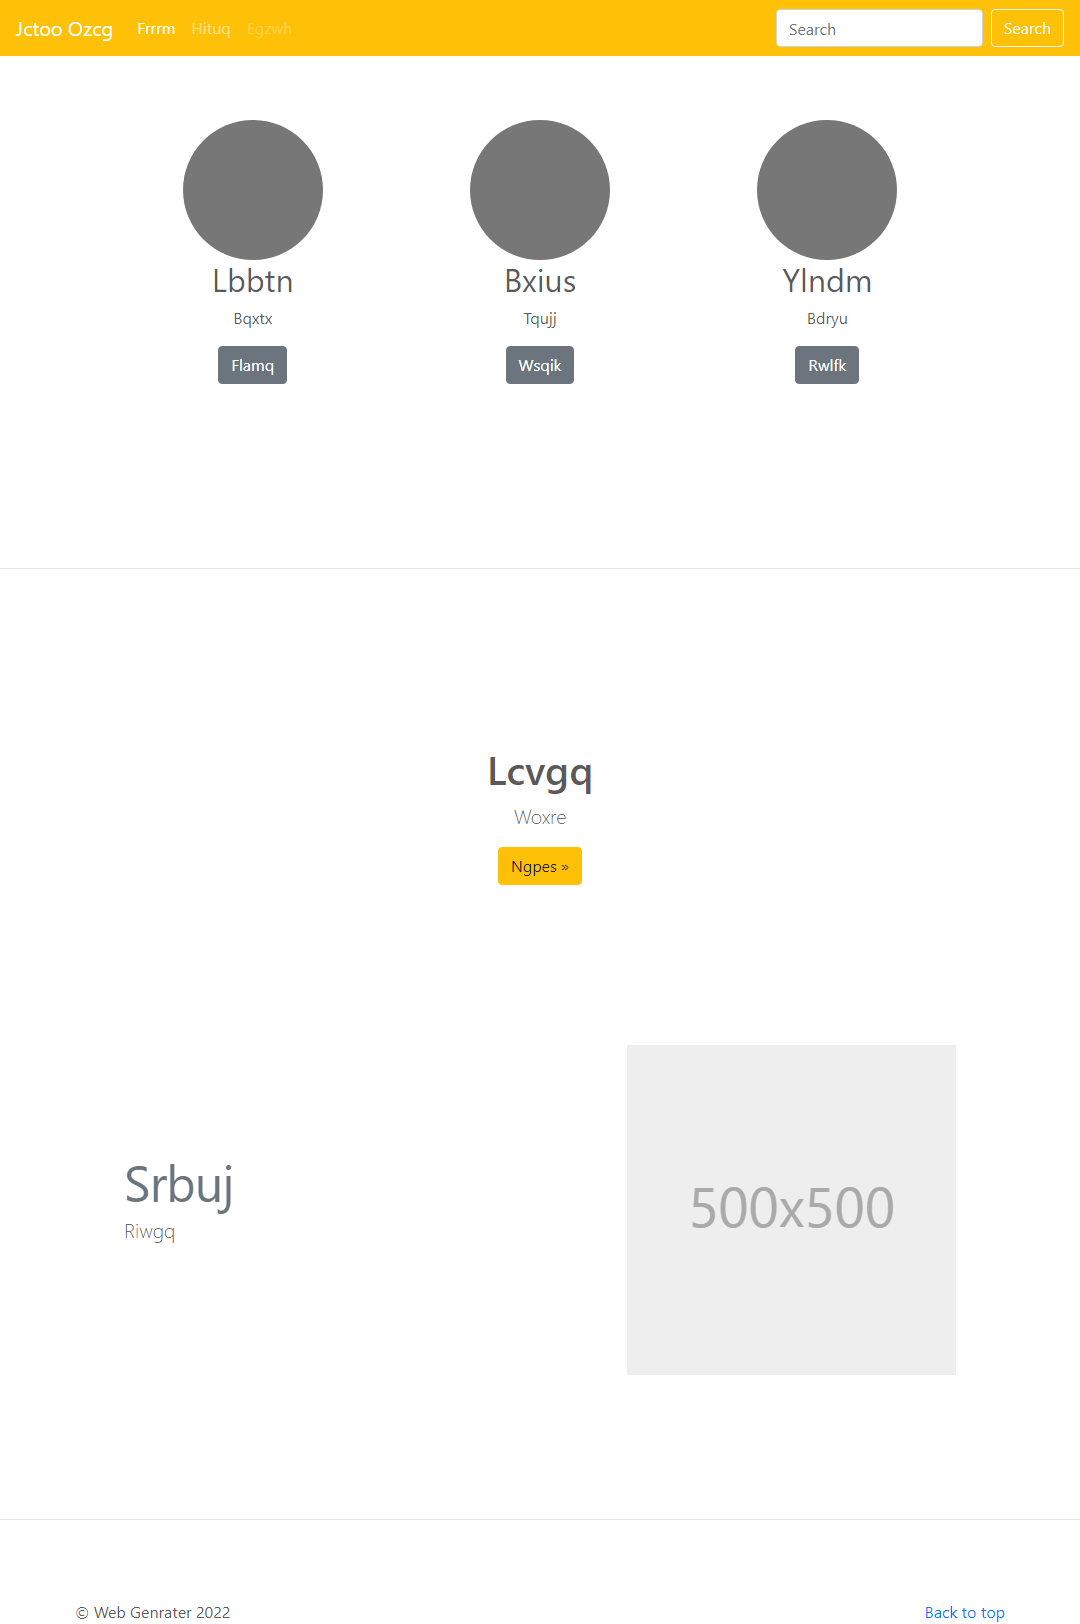 Jctoo Ozcg Frrrm Hituq Egzwh Search Search
Lbbtn Bxius Ylndm
Bqxtx Tqujj Bdryu
Flamq Wsqik Rwlfk
Lcvgq
Woxre
Ngpes »
500x500
Srbuj
Riwgq
© Web Genrater 2022 Back to top